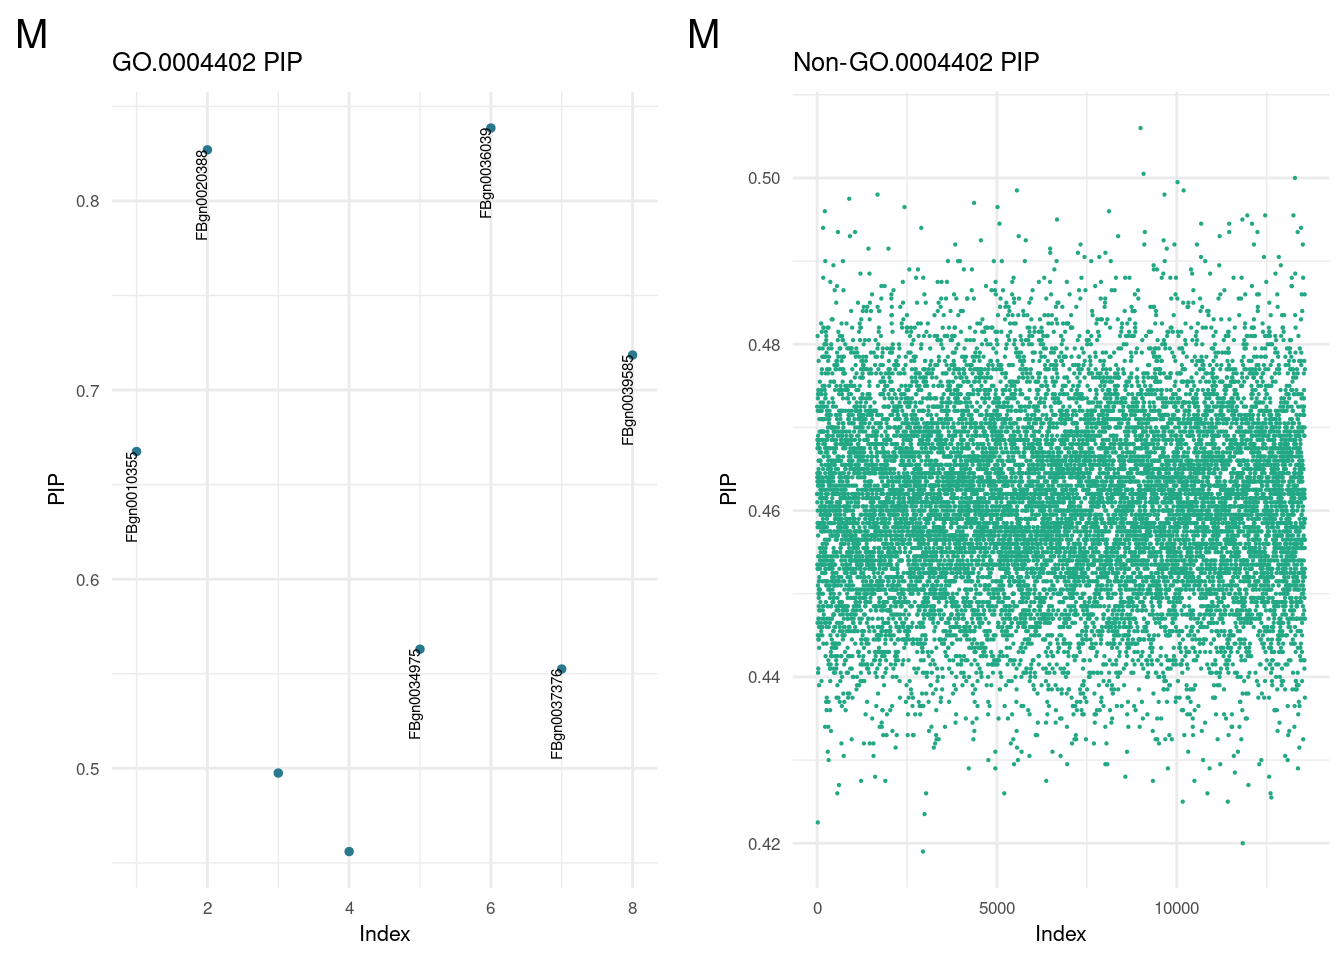 M
GO.0004402 PIP
PIP
0.8
0.7
0.6
0.5
FBgn0010355
FBgn0020388
FBgn0034975
FBgn0036039
FBgn0037376
FBgn0039585
2
4
6
8
Index
M
Non-GO.0004402 PIP
PIP
0.50
0.48
0.46
0.44
0.42
0
5000
10000
Index